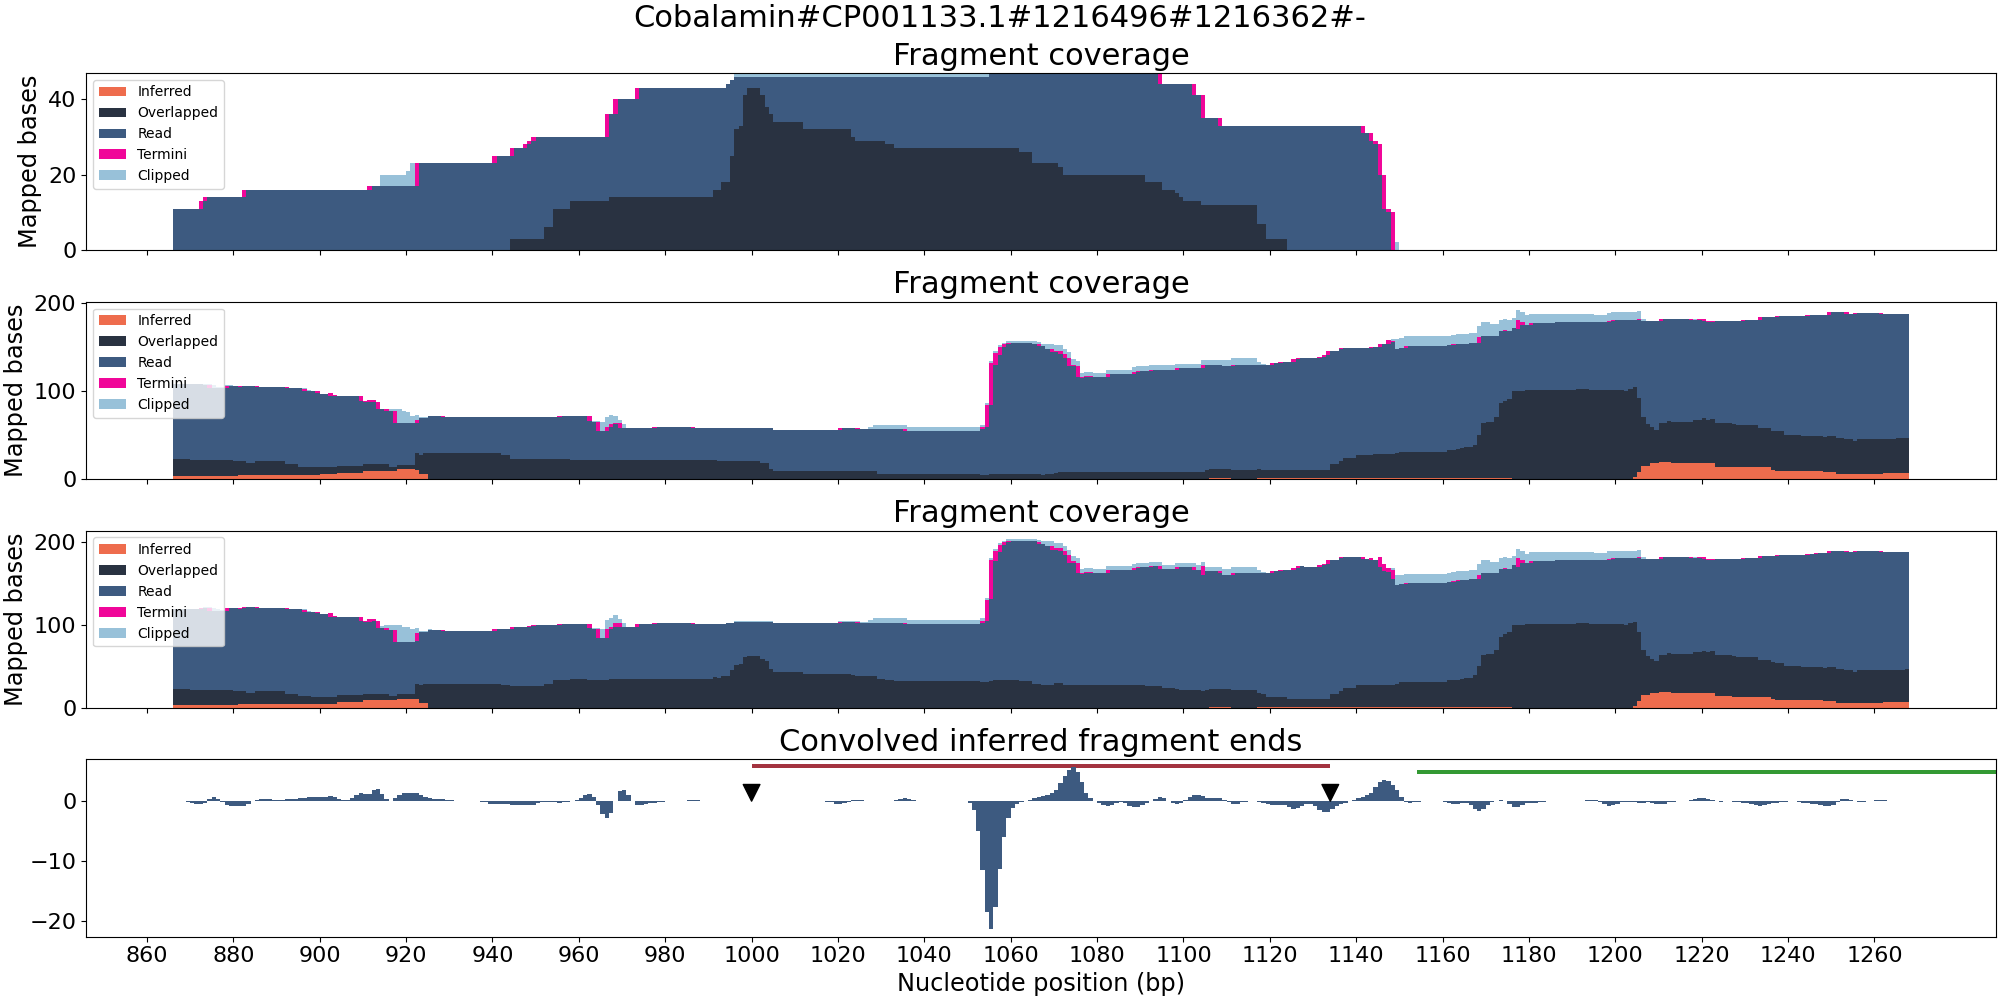 Cobalamin#CP001133.1#1216496#1216362#-
Fragment coverage
Mapped bases
40
20
0
Inferred
Overlapped
Read
Termini
Clipped
Fragment coverage
Mapped bases
200
100
0
Inferred
Overlapped
Read
Termini
Clipped
Fragment coverage
Mapped bases
200
100
0
Inferred
Overlapped
Read
Termini
Clipped
Convolved inferred fragment ends
0
−10
−20
860 880 900 920 940 960 980 1000 1020 1040 1060 1080 1100 1120 1140 1160 1180 1200 1220 1240 1260
Nucleotide position (bp)